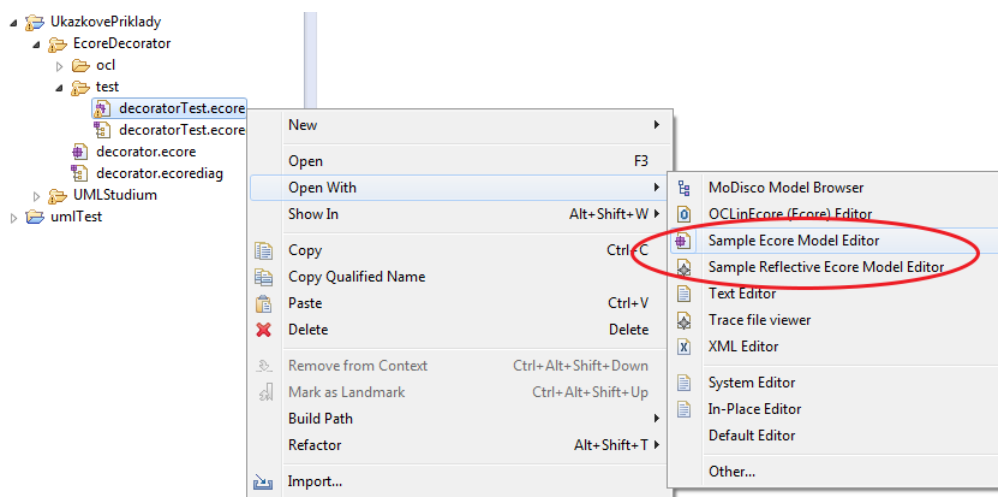 UkazkovePriklady
EcoreDecorator
ocl
test
decoratorTest.ecore
decoratorTest.ecore
decorator.ecore
decorator.ecorediag
UMLStudium
umlTest
New
Open F3
Open With
Show In Alt+Shift+W
Copy Ctrl+C
Copy Qualified Name
Paste Ctrl+V
Delete Delete
Remove from Context Ctrl+Alt+Shift+Down
Mark as Landmark Ctrl+Alt+Shift+Up
Build Path
Refactor Alt+Shift+T
Import...
MoDisco Model Browser
OCLinEcore (Ecore) Editor
Sample Ecore Model Editor
Sample Reflective Ecore Model Editor
Text Editor
Trace file viewer
XML Editor
System Editor
In-Place Editor
Default Editor
Other...